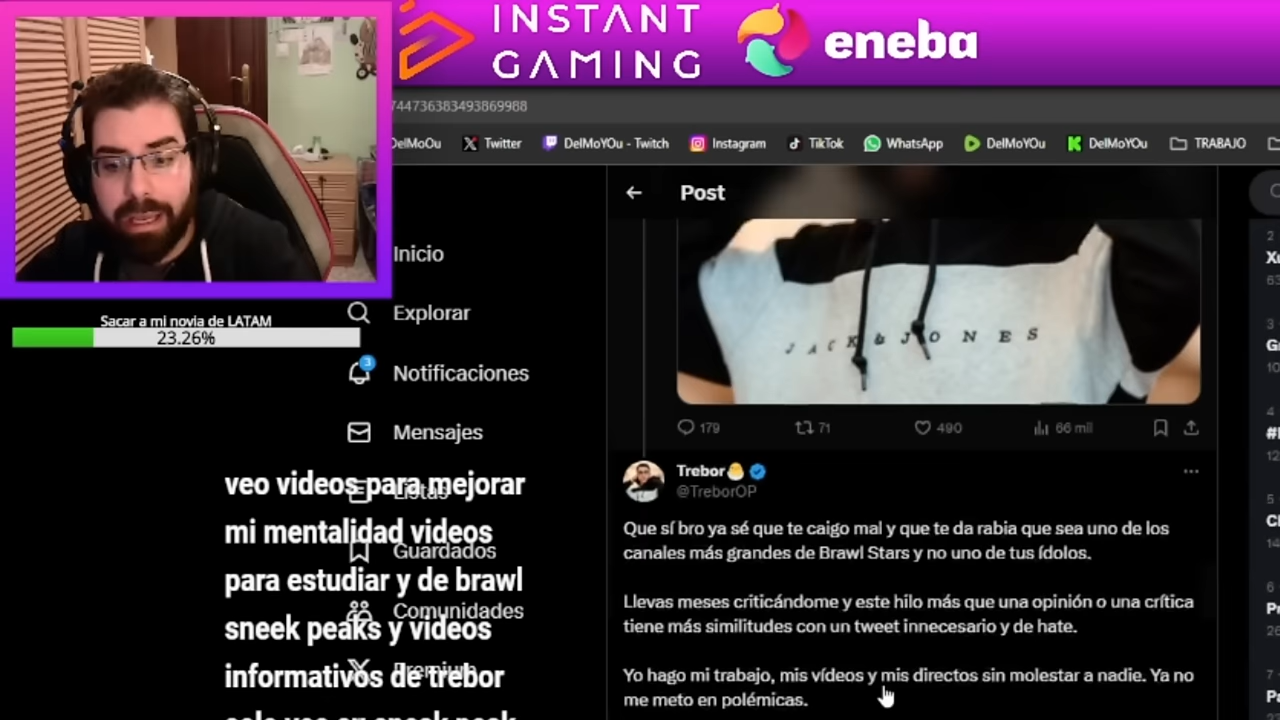 INSTANT
GAMING
eneba
744736383493869988
DelMoOu
Twitter
DelMoYOu - Twitch
Instagram
TikTok
WhatsApp
DelMoYOu
DelMoYOu
TRABAJO
Post
Inicio
Explorar
3
Notificaciones
Mensajes
Listas
Guardados
Comunidades
Premium
Sacar a mi novia de LATAM
23.26%
veo videos para mejorar
mi mentalidad videos
para estudiar y de brawl
sneek peaks y videos
informativos de trebor
JACK & JONES
179
71
490
66 mil
Trebor
@TreborOP
Que sí bro ya sé que te caigo mal y que te da rabia que sea uno de los
canales más grandes de Brawl Stars y no uno de tus ídolos.
Llevas meses criticándome y este hilo más que una opinión o una crítica
tiene más similitudes con un tweet innecesario y de hate.
Yo hago mi trabajo, mis vídeos y mis directos sin molestar a nadie. Ya no
me meto en polémicas.